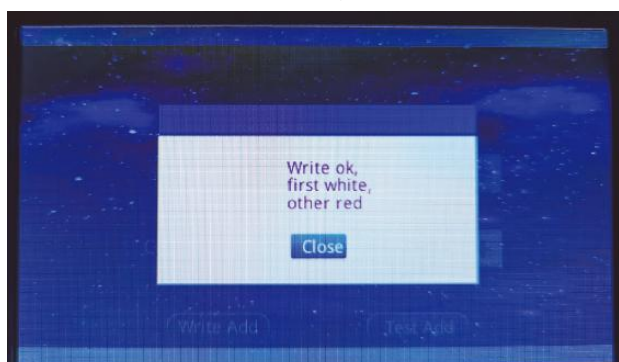 Write ok,
first white,
other red
Close
Write Add
Test Add